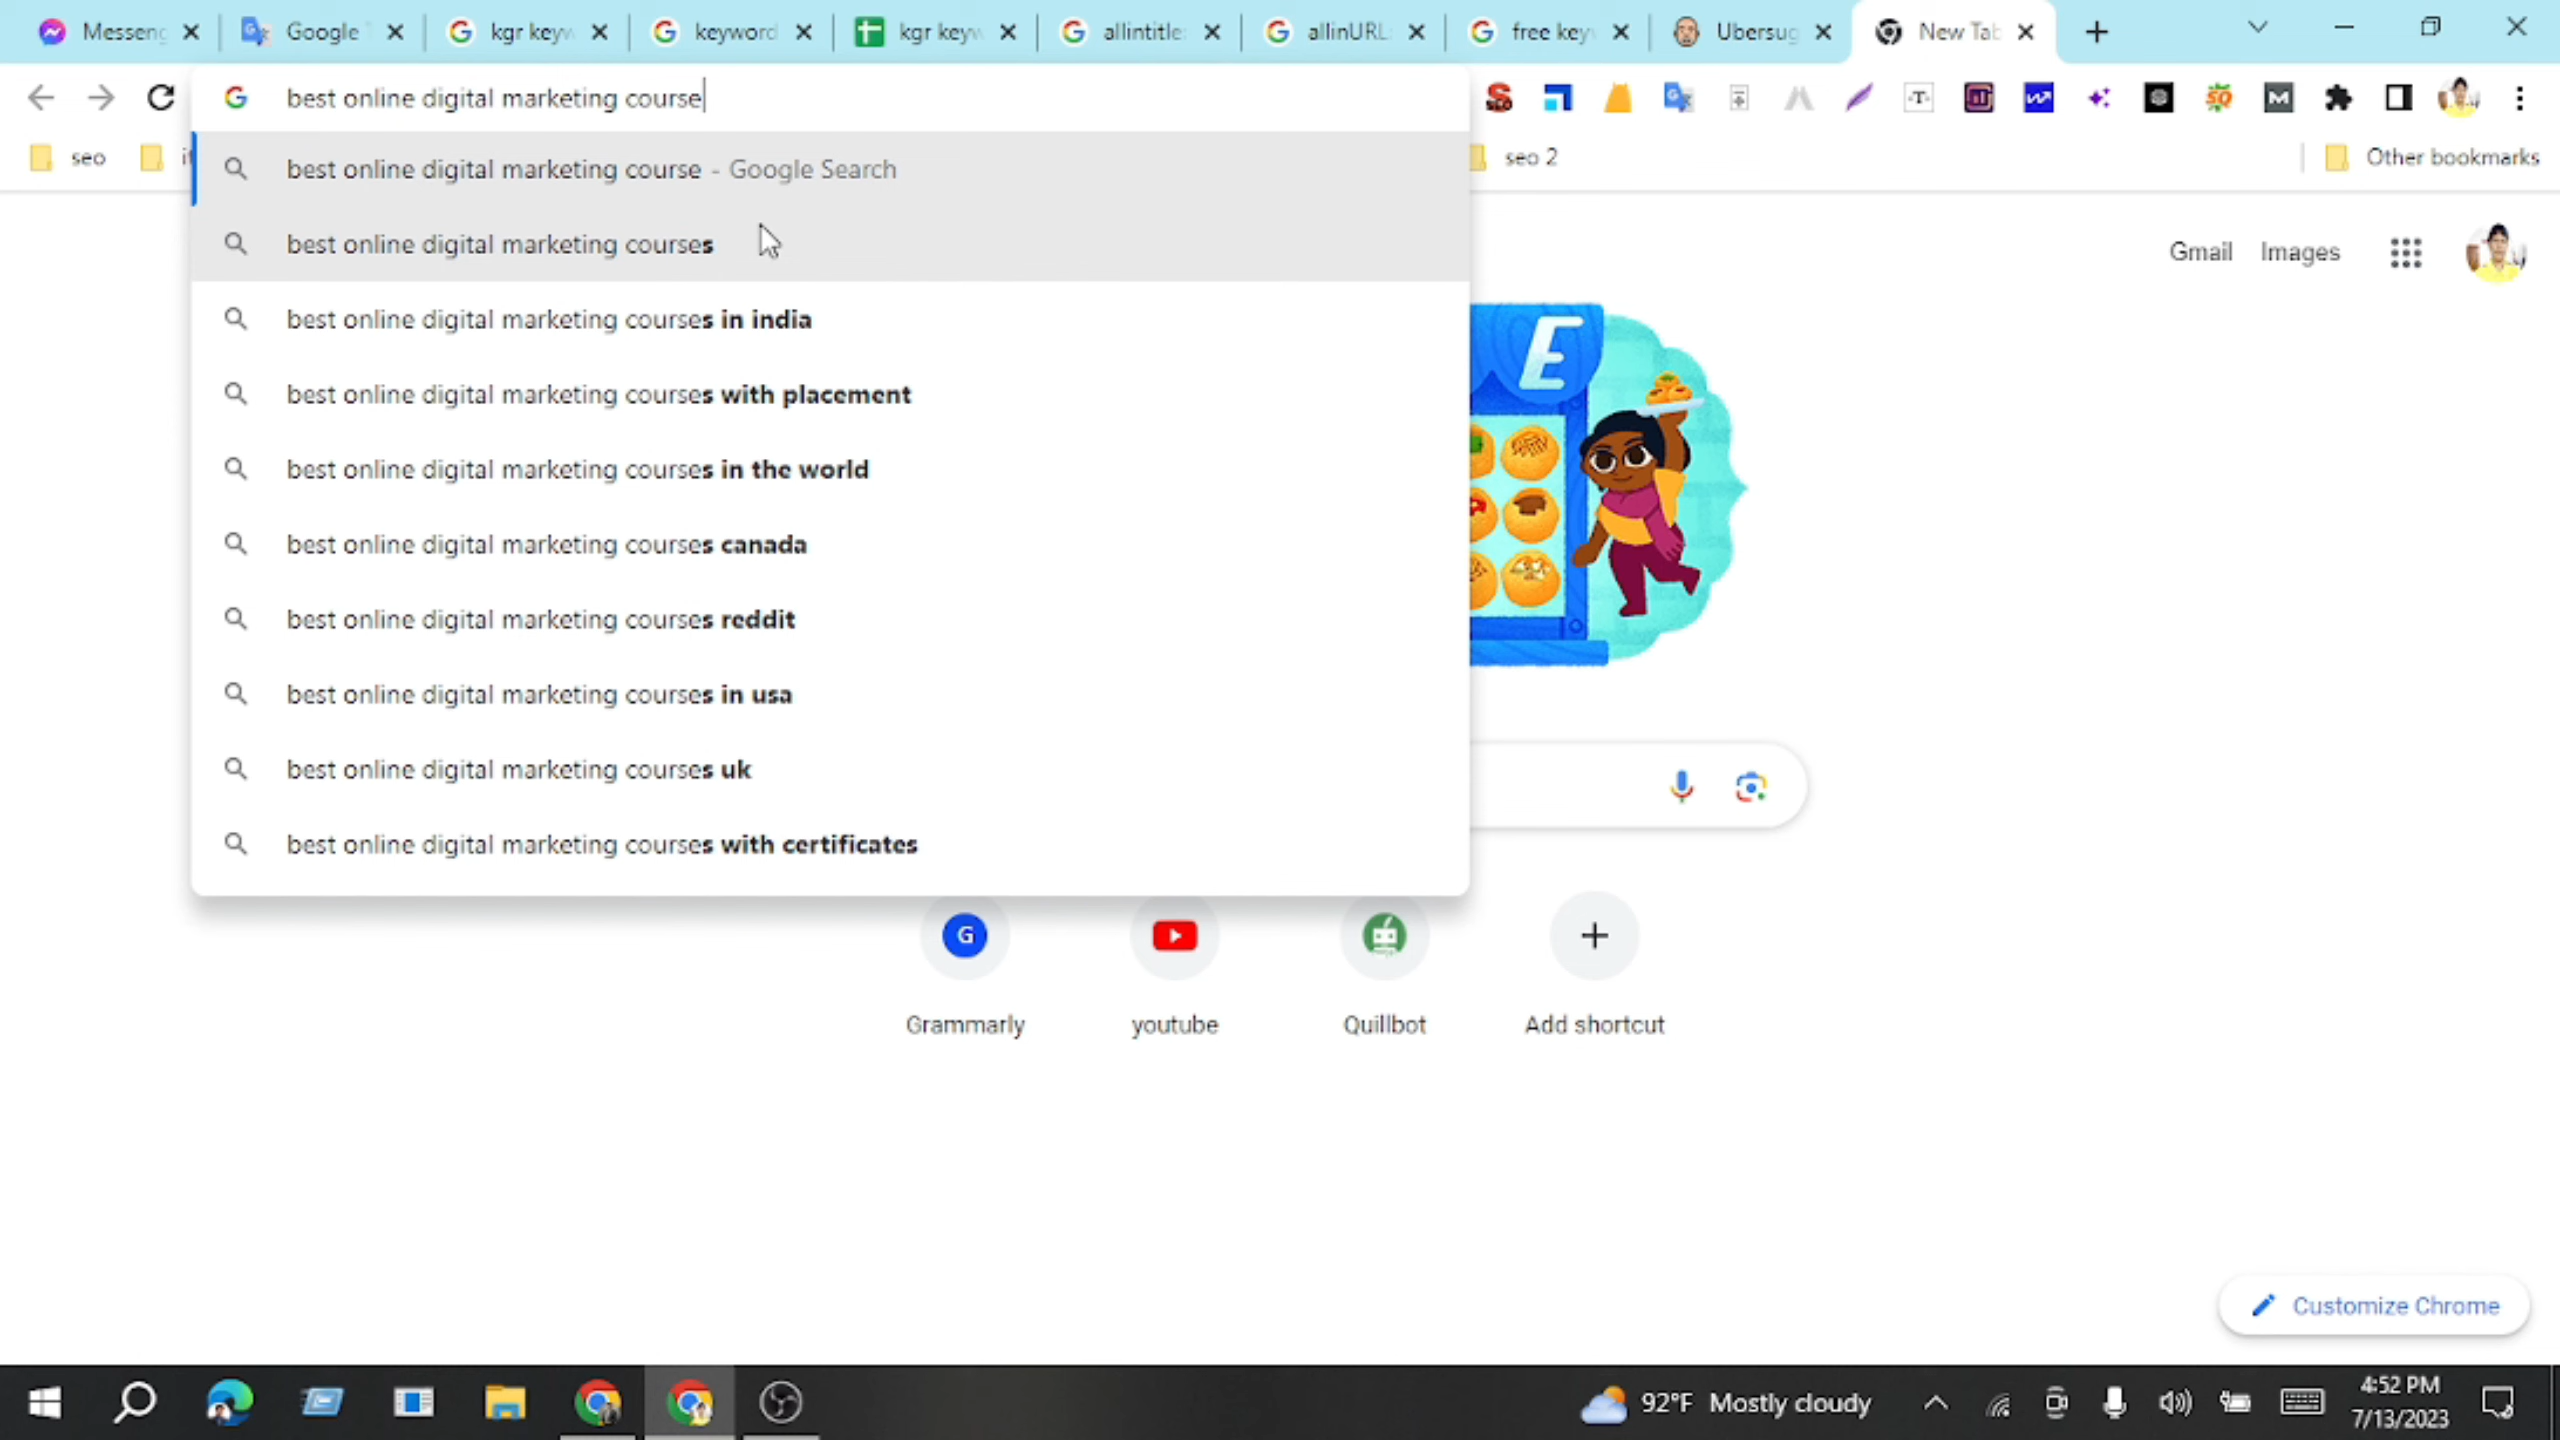 Messeng
Google T
kgr keyw
keyword
kgr keyw
allintitle:
allinURL:
free key
Ubersug
New Tab
best online digital marketing course
seo
it
seo 2
Other bookmarks
best online digital marketing course - Google Search
best online digital marketing courses
best online digital marketing courses in india
best online digital marketing courses with placement
best online digital marketing courses in the world
best online digital marketing courses canada
best online digital marketing courses reddit
best online digital marketing courses in usa
best online digital marketing courses uk
best online digital marketing courses with certificates
Gmail Images
E
G
Grammarly
youtube
Quillbot
Add shortcut
Customize Chrome
92°F Mostly cloudy
4:52 PM
7/13/2023